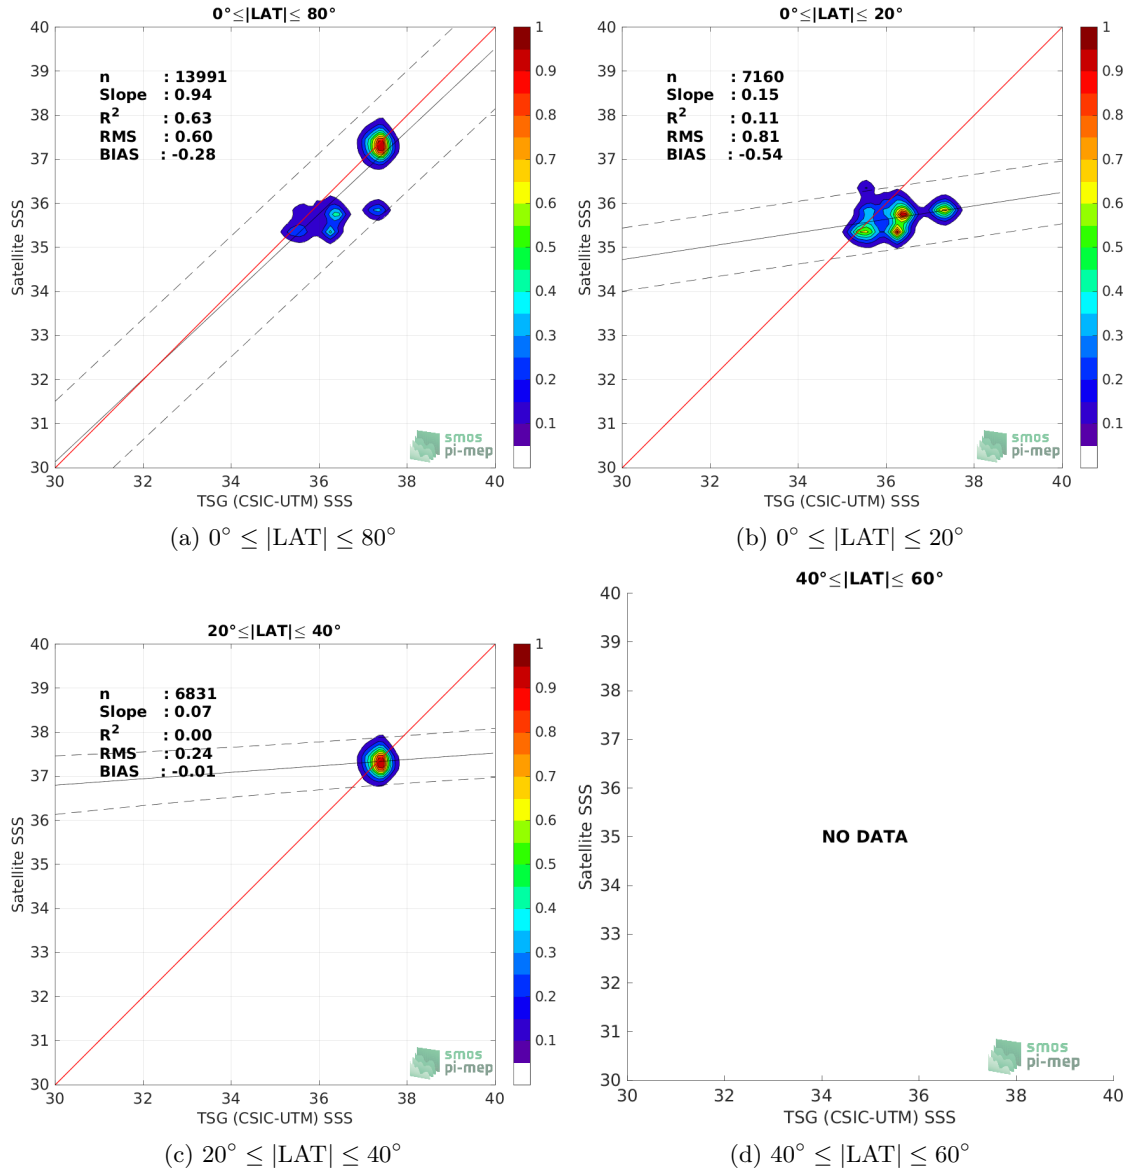 0°≤|LAT|≤ 80°
40
39
38
37
36
35
34
33
32
31
30
Satellite SSS
n : 13991
Slope : 0.94
R² : 0.63
RMS : 0.60
BIAS : -0.28
smos
pi-mep
30 32 34 36 38 40
TSG (CSIC-UTM) SSS
1
0.9
0.8
0.7
0.6
0.5
0.4
0.3
0.2
0.1
(a) 0° ≤ |LAT| ≤ 80°
0°≤|LAT|≤ 20°
40
39
38
37
36
35
34
33
32
31
30
Satellite SSS
n : 7160
Slope : 0.15
R² : 0.11
RMS : 0.81
BIAS : -0.54
smos
pi-mep
30 32 34 36 38 40
TSG (CSIC-UTM) SSS
1
0.9
0.8
0.7
0.6
0.5
0.4
0.3
0.2
0.1
(b) 0° ≤ |LAT| ≤ 20°
20°≤|LAT|≤ 40°
40
39
38
37
36
35
34
33
32
31
30
Satellite SSS
n : 6831
Slope : 0.07
R² : 0.00
RMS : 0.24
BIAS : -0.01
smos
pi-mep
30 32 34 36 38 40
TSG (CSIC-UTM) SSS
1
0.9
0.8
0.7
0.6
0.5
0.4
0.3
0.2
0.1
(c) 20° ≤ |LAT| ≤ 40°
40°≤|LAT|≤ 60°
40
39
38
37
36
35
34
33
32
31
30
Satellite SSS
NO DATA
smos
pi-mep
30 32 34 36 38 40
TSG (CSIC-UTM) SSS
(d) 40° ≤ |LAT| ≤ 60°